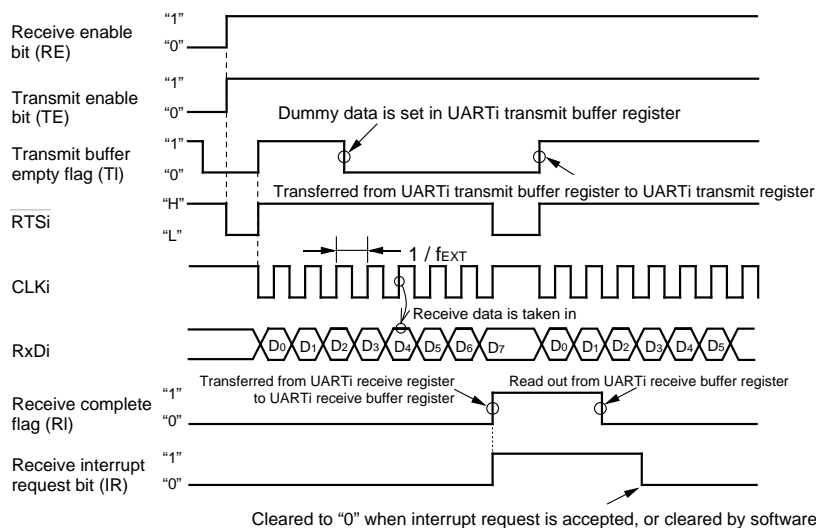 Receive enable
bit (RE)
“1”
“0”
Transmit enable
bit (TE)
“1”
“0”
Dummy data is set in UARTi transmit buffer register
Transmit buffer
empty flag (Tl)
“1”
“0”
Transferred from UARTi transmit buffer register to UARTi transmit register
RTSi
“H”
“L”
1 / fEXT
CLKi
Receive data is taken in
RxDi
D0 D1 D2 D3 D4 D5 D6 D7 D0 D1 D2 D3 D4 D5
Transferred from UARTi receive register
to UARTi receive buffer register
Read out from UARTi receive buffer register
Receive complete
flag (Rl)
“1”
“0”
Receive interrupt
request bit (IR)
“1”
“0”
Cleared to “0” when interrupt request is accepted, or cleared by software